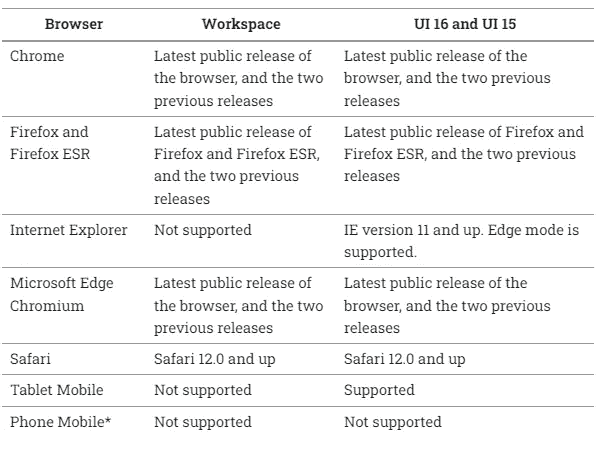 Browser Workspace UI 16 and UI 15
Chrome
Latest public release of
the browser, and the two
previous releases
Latest public release of the
browser, and the two previous
releases
Firefox and
Firefox ESR
Latest public release of
Firefox and Firefox ESR,
and the two previous
releases
Latest public release of Firefox and
Firefox ESR, and the two previous
releases
Internet Explorer
Not supported
IE version 11 and up. Edge mode is
supported.
Microsoft Edge
Chromium
Latest public release of
the browser, and the two
previous releases
Latest public release of the
browser, and the two previous
releases
Safari
Safari 12.0 and up
Safari 12.0 and up
Tablet Mobile
Not supported
Supported
Phone Mobile*
Not supported
Not supported